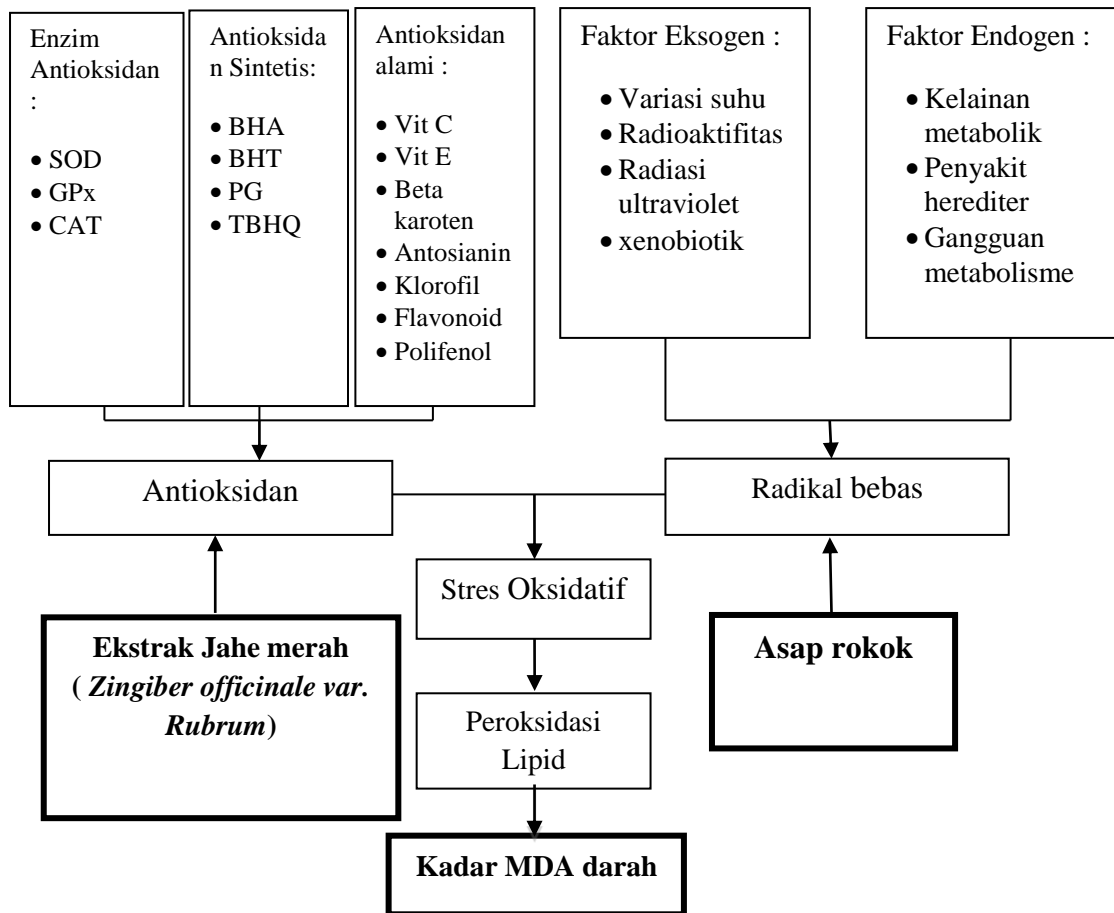 Enzim
Antioksidan
:
• SOD
• GPx
• CAT
Antioksida
n Sintetis:
• BHA
• BHT
• PG
• TBHQ
Antioksidan
alami :
• Vit C
• Vit E
• Beta
karoten
• Antosianin
• Klorofil
• Flavonoid
• Polifenol
Faktor Eksogen :
• Variasi suhu
• Radioaktifitas
• Radiasi
ultraviolet
• xenobiotik
Faktor Endogen :
• Kelainan
metabolik
• Penyakit
herediter
• Gangguan
metabolisme
Antioksidan
Radikal bebas
Stres Oksidatif
Ekstrak Jahe merah
( Zingiber officinale var.
Rubrum)
Asap rokok
Peroksidasi
Lipid
Kadar MDA darah